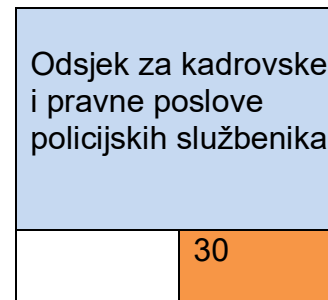 Odsjek za kadrovske
i pravne poslove
policijskih službenika
30